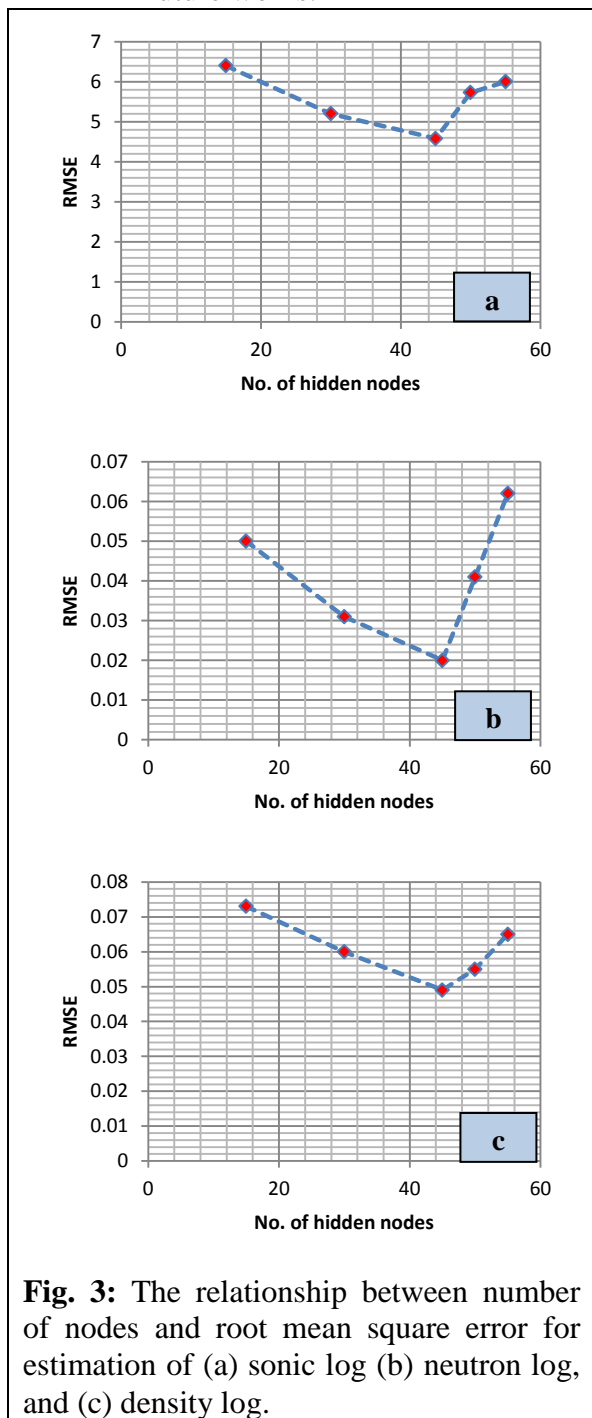 7
6
5
4
3
2
1
0
RMSE
0 20 40 60
No. of hidden nodes
a
0.07
0.06
0.05
0.04
0.03
0.02
0.01
0
RMSE
0 20 40 60
No. of hidden nodes
b
0.08
0.07
0.06
0.05
0.04
0.03
0.02
0.01
0
RMSE
0 20 40 60
No. of hidden nodes
c
Fig. 3: The relationship between number
of nodes and root mean square error for
estimation of (a) sonic log (b) neutron log,
and (c) density log.